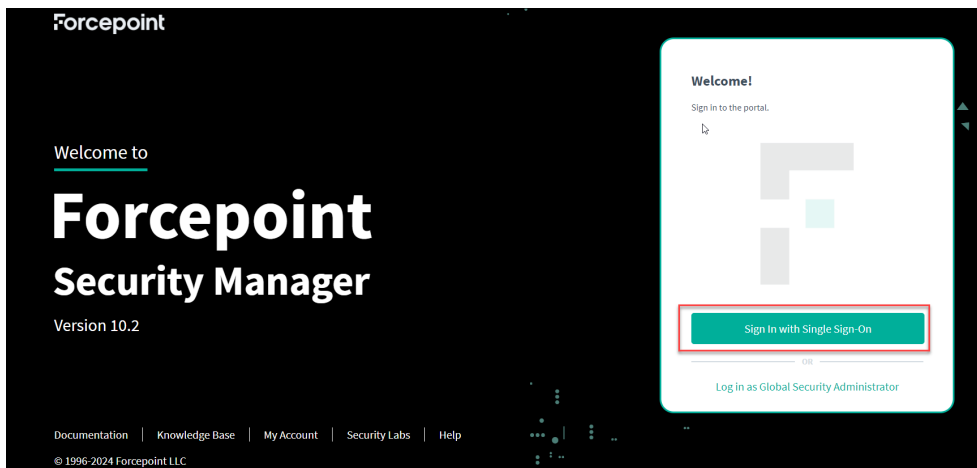 Forcepoint
Welcome!
Sign in to the portal.
Welcome to
Forcepoint
Security Manager
Version 10.2
Sign In with Single Sign-On
OR
Log in as Global Security Administrator
Documentation | Knowledge Base | My Account | Security Labs | Help
© 1996-2024 Forcepoint LLC